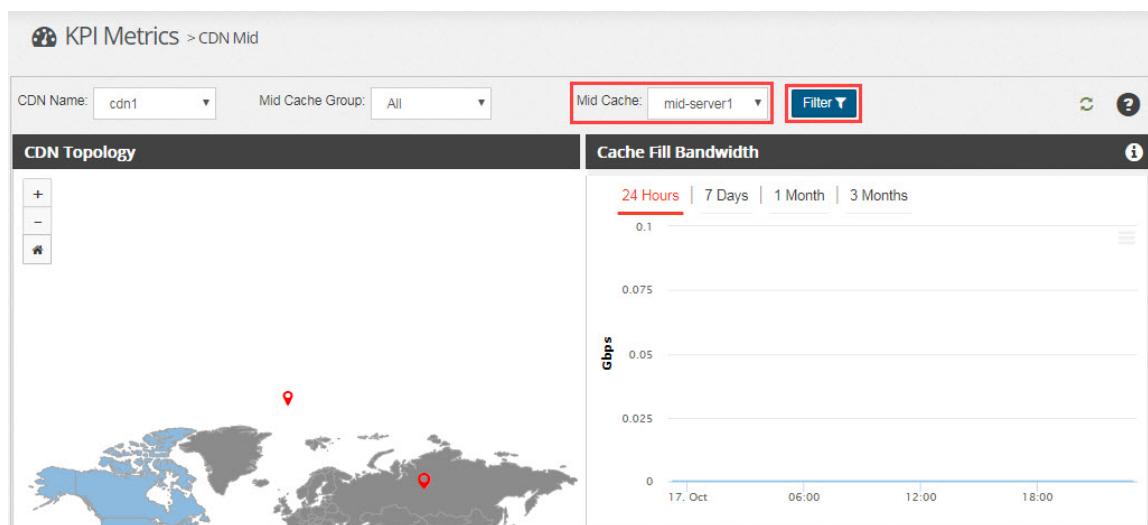 KPI Metrics > CDN Mid
CDN Name: cdn1 Mid Cache Group: All Mid Cache: mid-server1 Filter
CDN Topology
Cache Fill Bandwidth
+
−
24 Hours | 7 Days | 1 Month | 3 Months
0.1
0.075
0.05
0.025
0
Gbps
17. Oct 06:00 12:00 18:00